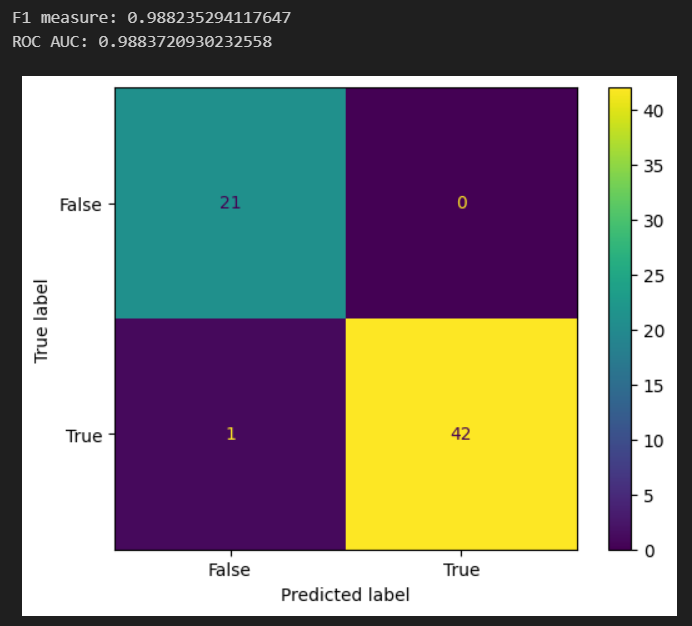 F1 measure: 0.988235294117647
ROC AUC: 0.9883720930232558
False
True
True label
21
0
1
42
False
True
Predicted label
40
35
30
25
20
15
10
5
0